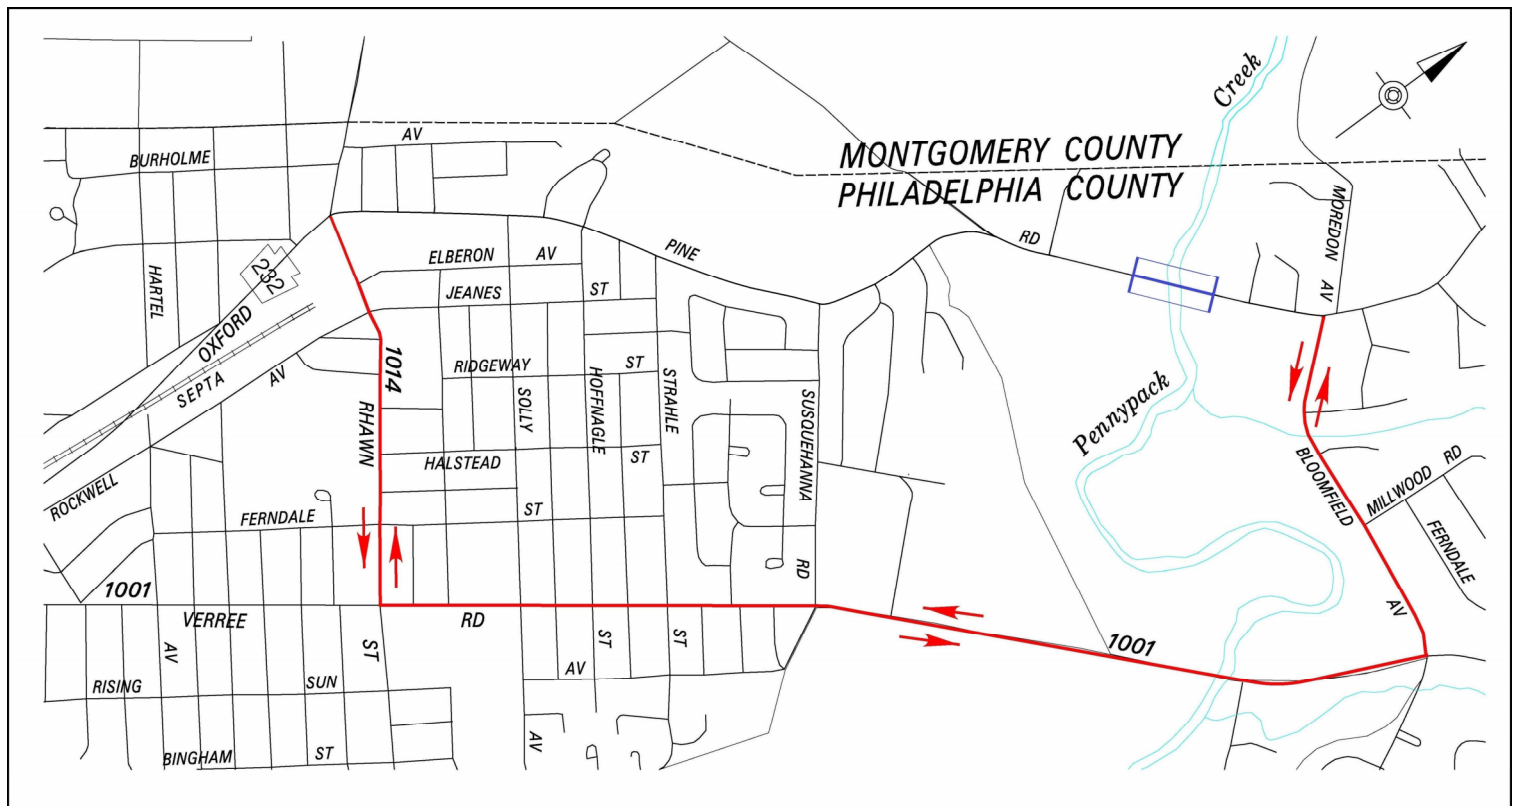 Creek
AV
BURHOLME
MONTGOMERY COUNTY
PHILADELPHIA COUNTY
MOREDON
AV
RD
PINE
ELBERON AV
232
HARTEL
JEANES ST
OXFORD
SEPTA
AV
1014
RIDGEWAY ST
RHAWN
SOLLY
HOFFNAGLE
STRAHLE
SUSQUEHANNA
Pennypack
HALSTEAD ST
BLOOMFIELD
MILLWOOD RD
ROCKWELL
FERNDALE ST
FERNDALE
RD
1001
VERREE RD
AV
AV
ST
ST
ST
1001
AV
RISING SUN
AV
BINGHAM ST